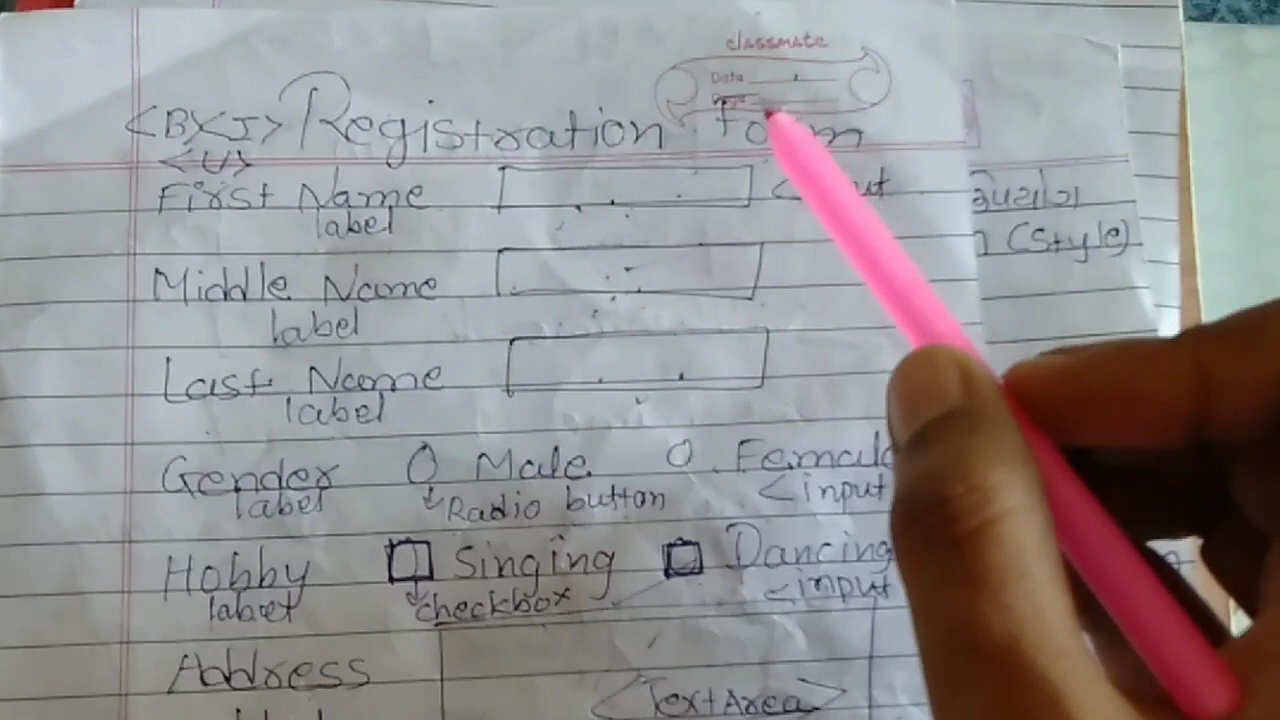 classmate
Date
<B><I> Registration Form
<U>
First Name
label
उपयोग
(Style)
Middle Name
label
Last Name
label
Gender O Male O Female
label Radio button <input
Hobby Singing Dancing
label checkbox <input
Address
<TextArea>